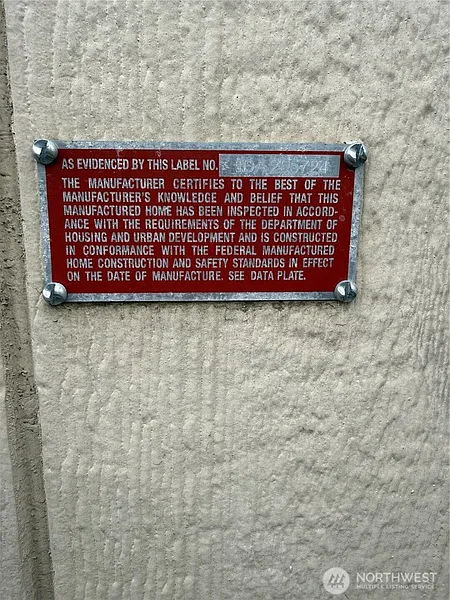 AS EVIDENCED BY THIS LABEL NO.
THE MANUFACTURER CERTIFIES TO THE BEST OF THE
MANUFACTURER'S KNOWLEDGE AND BELIEF THAT THIS
MANUFACTURED HOME HAS BEEN INSPECTED IN ACCORD-
ANCE WITH THE REQUIREMENTS OF THE DEPARTMENT OF
HOUSING AND URBAN DEVELOPMENT AND IS CONSTRUCTED
IN CONFORMANCE WITH THE FEDERAL MANUFACTURED
HOME CONSTRUCTION AND SAFETY STANDARDS IN EFFECT
ON THE DATE OF MANUFACTURE. SEE DATA PLATE.
NORTHWEST
MULTIPLE LISTING SERVICE